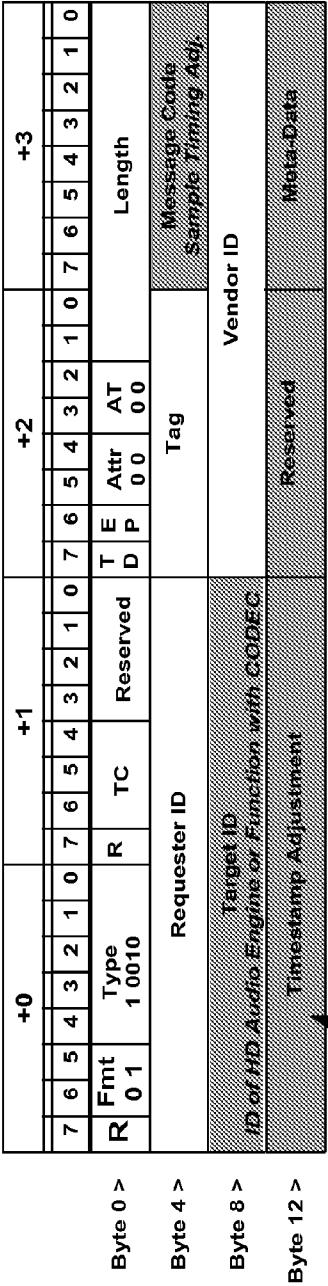 +0 +1 +2 +3
7 6 5 4 3 2 1 0 7 6 5 4 3 2 1 0 7 6 5 4 3 2 1 0 7 6 5 4 3 2 1 0
Byte 0 > R Fmt Type R TC Reserved T E Attr AT Length
0 1 1 0010 D P 0 0 0 0
Byte 4 > Requester ID Tag Message Code
Sample Timing Adj.
Byte 8 > Target ID Vendor ID
ID of HD Audio Engine or Function with CODEC
Byte 12 > Timestamp Adjustment Reserved Meta-Data